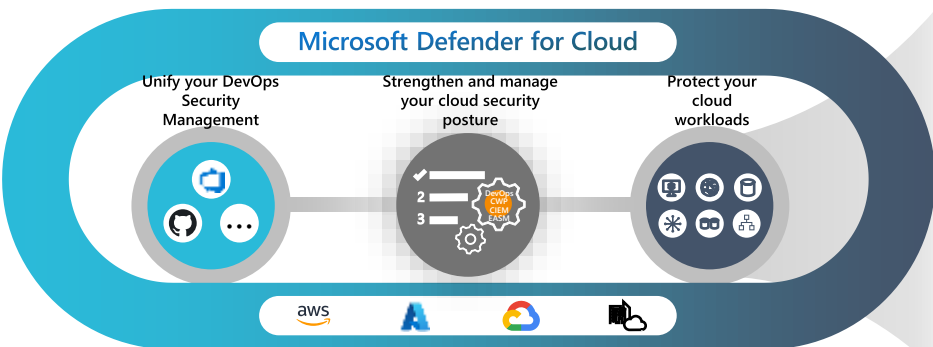 Microsoft Defender for Cloud
Unify your DevOps
Security
Management
Strengthen and manage
your cloud security
posture
Protect your
cloud
workloads
2
3
DevOps
CWP
CIEM
EASM
aws